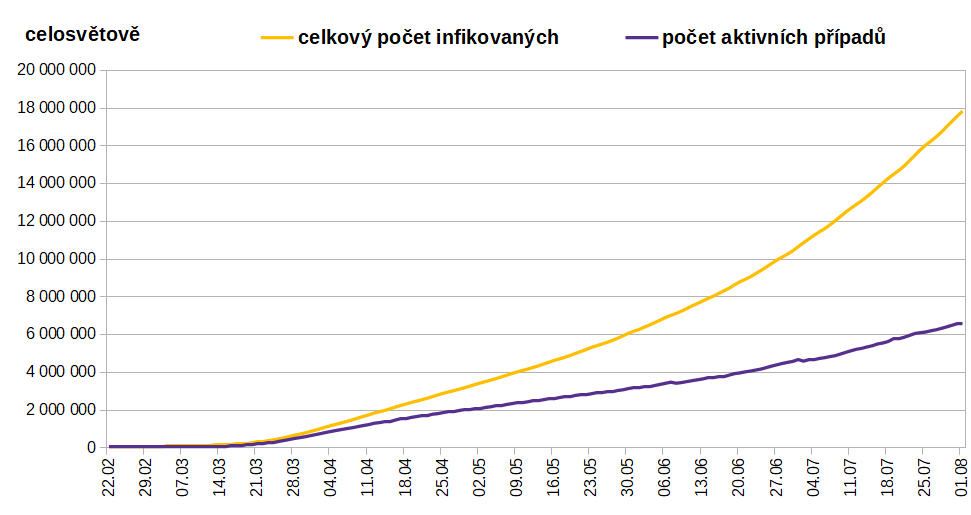 celosvětově
celkový počet infikovaných
počet aktivních případů
20 000 000
18 000 000
16 000 000
14 000 000
12 000 000
10 000 000
8 000 000
6 000 000
4 000 000
2 000 000
0
22.02
29.02
07.03
14.03
21.03
28.03
04.04
11.04
18.04
25.04
02.05
09.05
16.05
23.05
30.05
06.06
13.06
20.06
27.06
04.07
11.07
18.07
25.07
01.08